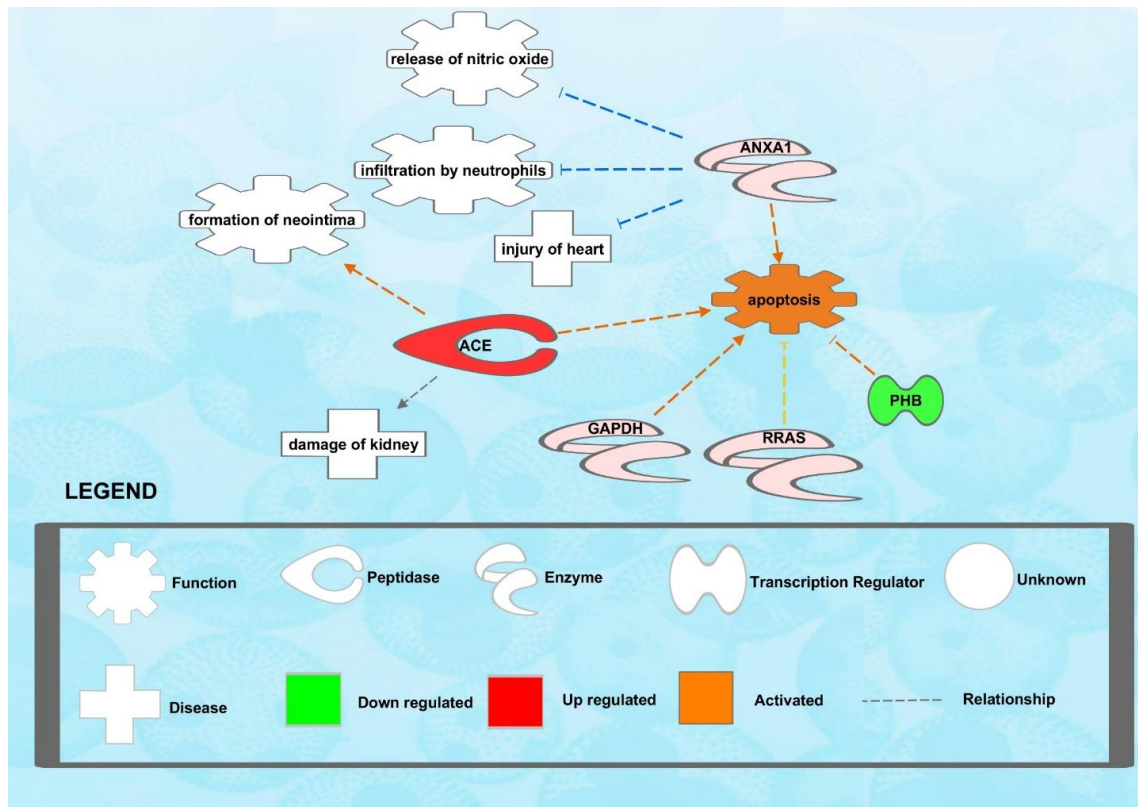 release of nitric oxide
ANXA1
infiltration by neutrophils
formation of neointima
injury of heart
apoptosis
ACE
PHB
GAPDH
RRAS
damage of kidney
LEGEND
Function
Peptidase
Enzyme
Transcription Regulator
Unknown
Disease
Down regulated
Up regulated
Activated
Relationship